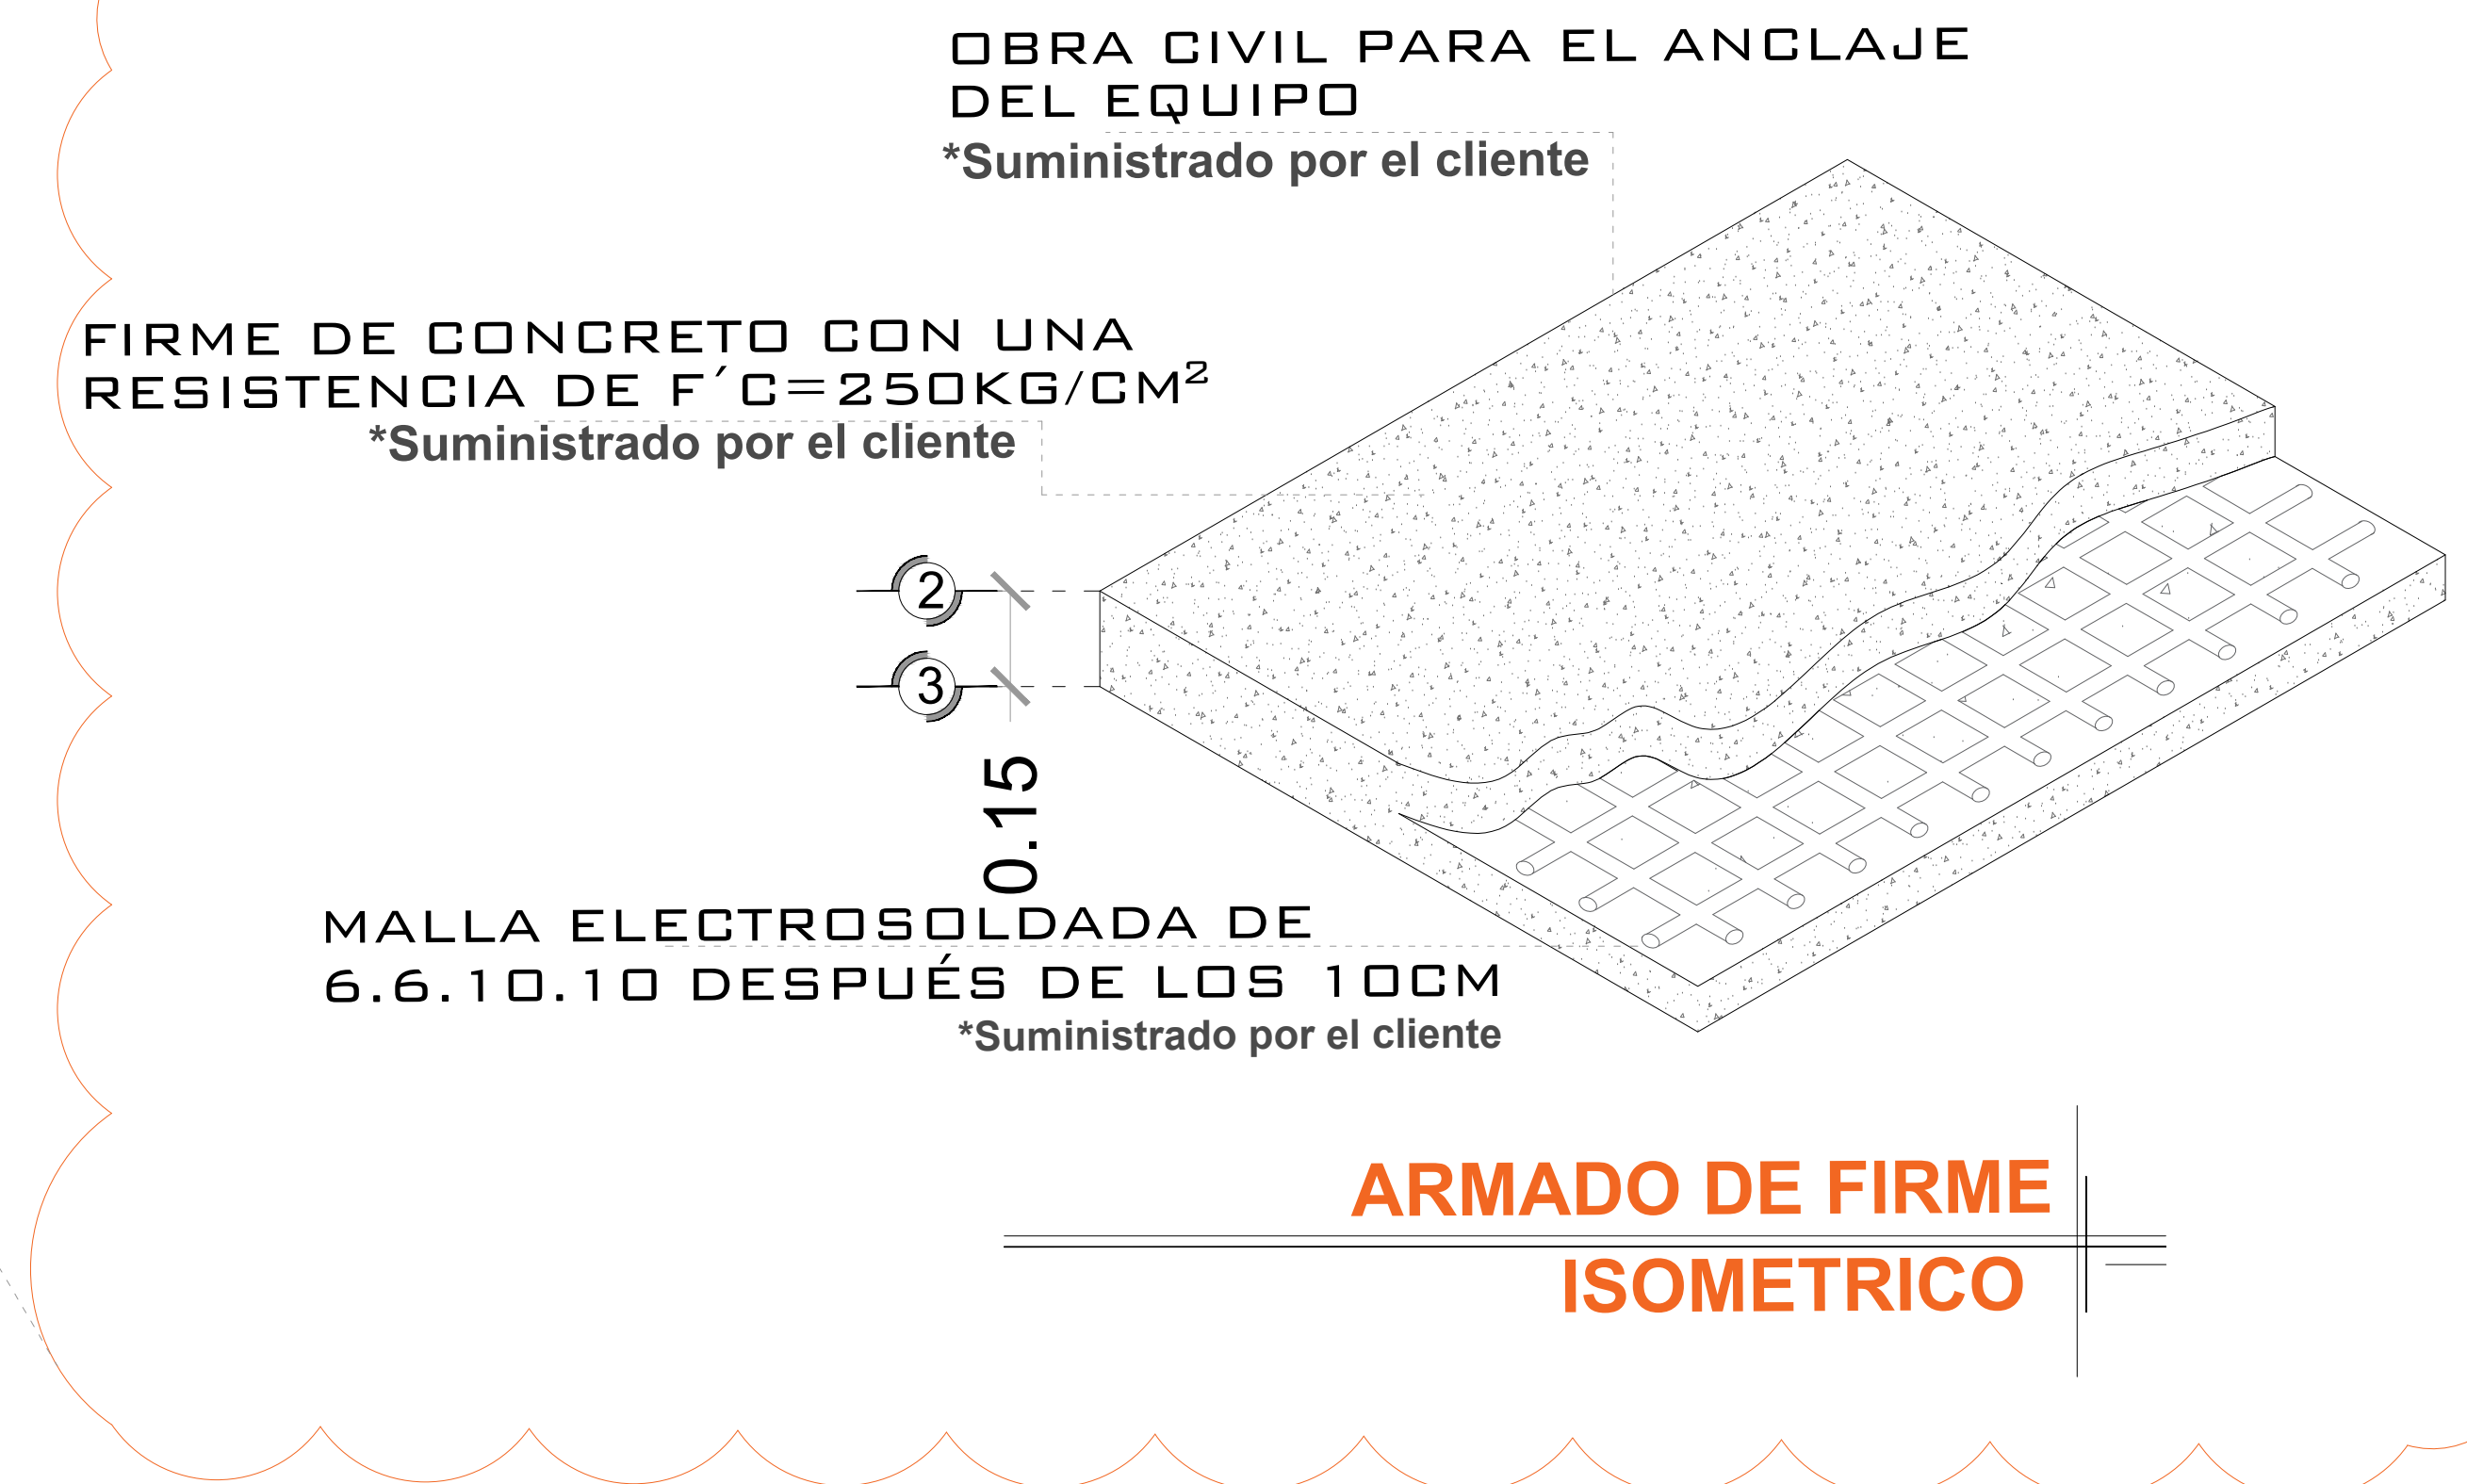 OBRA CIVIL PARA EL ANCLAJE
DEL EQUIPO
*Suministrado por el cliente
FIRME DE CONCRETO CON UNA
RESISTENCIA DE F´C=250KG/CM²
*Suministrado por el cliente
2
3
0.15
MALLA ELECTROSOLDADA DE
6.6.10.10 DESPUÉS DE LOS 10CM
*Suministrado por el cliente
ARMADO DE FIRME
ISOMETRICO